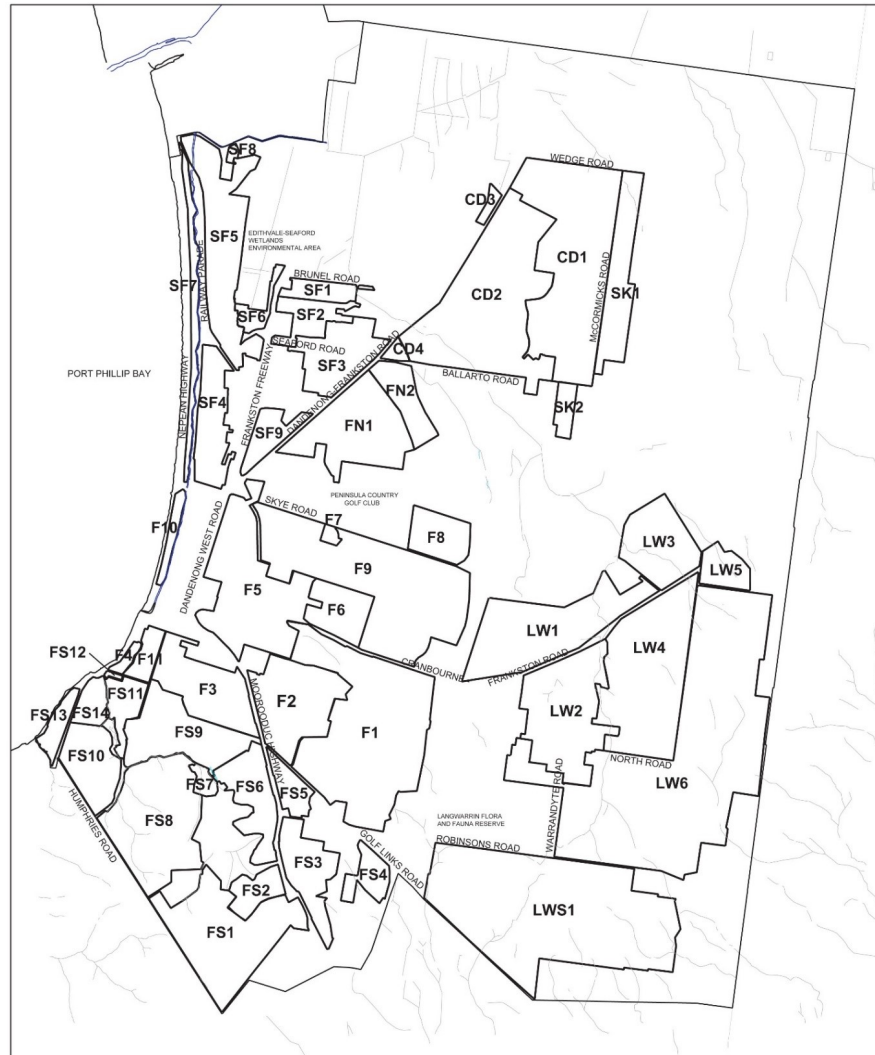 WEDGE ROAD
SF8
CD3
SF5
EDITHVALE-SEAFORD
WETLANDS
ENVIRONMENTAL AREA
CD1
McCORMICKS ROAD
RAILWAY PARADE
SF7
BRUNEL ROAD
SF1
CD2
SK1
SF6
SF2
SEAFORD ROAD
SF3
CD4
DANDENONG-FRANKSTON ROAD
PORT PHILLIP BAY
NEPEAN HIGHWAY
BALLARTO ROAD
FRANKSTON FREEWAY
SF4
FN2
SK2
SF9
FN1
PENINSULA COUNTRY
GOLF CLUB
SKYE ROAD
F7
F10
F8
LW3
DANDENONG WEST ROAD
F9
LW5
F5
F6
LW1
LW4
FS12
F4
F11
CRANBOURNE
FRANKSTON ROAD
F3
MOOROODUC HIGHWAY
F2
FS11
FS13
FS14
LW2
FS9
F1
FS10
NORTH ROAD
LW6
FS7
FS6
FS5
WARRANDYTE ROAD
HUMPHRIES ROAD
FS8
LANGWARRIN FLORA
AND FAUNA RESERVE
GOLF LINKS ROAD
ROBINSONS ROAD
FS3
FS4
FS2
LWS1
FS1